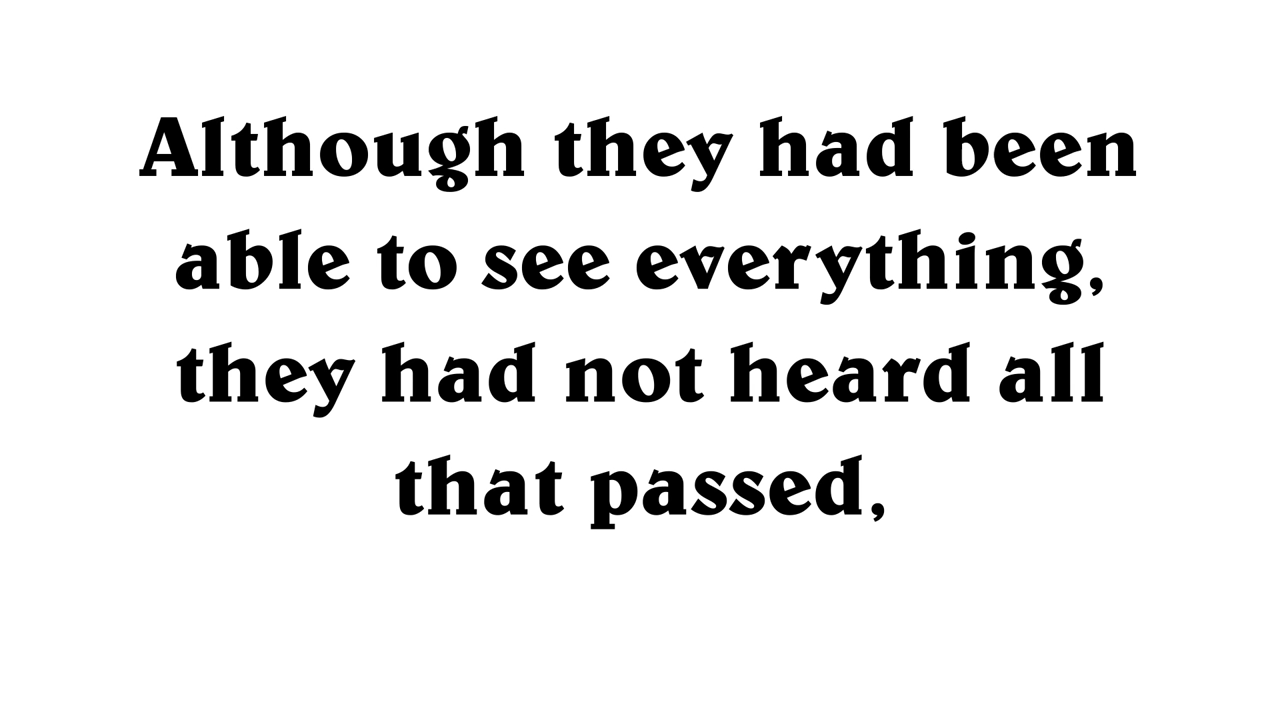 Although they had been
able to see everything,
they had not heard all
that passed,